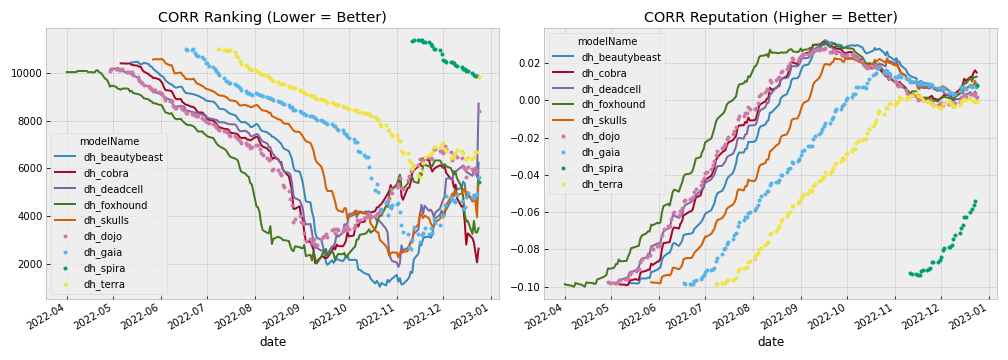 CORR Ranking (Lower = Better)
10000
8000
6000
4000
2000
modelName
dh_beautybeast
dh_cobra
dh_deadcell
dh_foxhound
dh_skulls
dh_dojo
dh_gaia
dh_spira
dh_terra
2022-04
2022-05
2022-06
2022-07
2022-08
2022-09
2022-10
2022-11
2022-12
2023-01
date
CORR Reputation (Higher = Better)
0.02
0.00
−0.02
−0.04
−0.06
−0.08
−0.10
modelName
dh_beautybeast
dh_cobra
dh_deadcell
dh_foxhound
dh_skulls
dh_dojo
dh_gaia
dh_spira
dh_terra
2022-04
2022-05
2022-06
2022-07
2022-08
2022-09
2022-10
2022-11
2022-12
2023-01
date